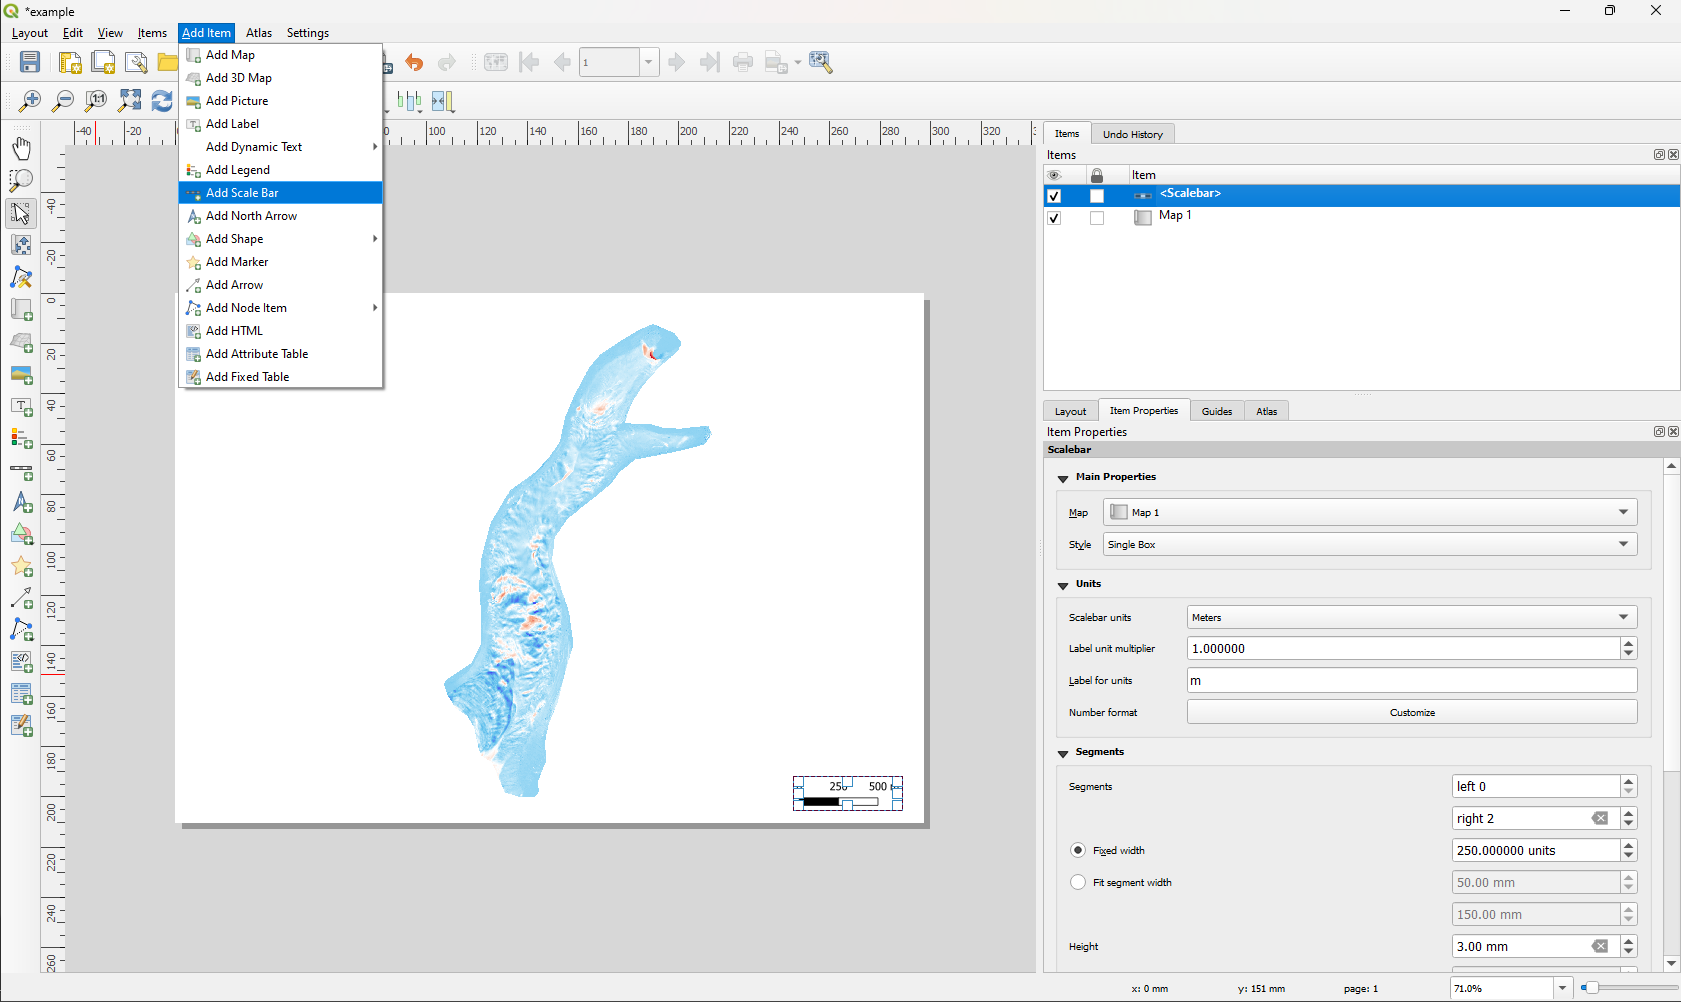 *example
Layout Edit View Items Add Item Atlas Settings
Add Map
Add 3D Map
Add Picture
Add Label
Add Dynamic Text
Add Legend
Add Scale Bar
Add North Arrow
Add Shape
Add Marker
Add Arrow
Add Node Item
Add HTML
Add Attribute Table
Add Fixed Table
1
-40 -20 100 120 140 160 180 200 220 240 260 280 300 320
-40
-20
0
20
40
60
80
100
120
140
160
180
200
220
240
260
500
Items Undo History
Items
Item
<Scalebar>
Map 1
Layout Item Properties Guides Atlas
Item Properties
Scalebar
Main Properties
Map Map 1
Style Single Box
Units
Scalebar units Meters
Label unit multiplier 1.000000
Label for units m
Number format Customize
Segments
Segments left 0
right 2
Fixed width 250.000000 units
Fit segment width 50.00 mm
150.00 mm
Height 3.00 mm
x: 0 mm y: 151 mm page: 1 71.0%